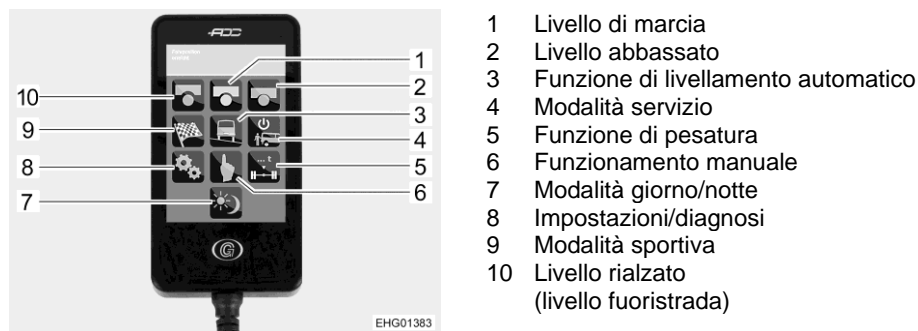 1 Livello di marcia
2 Livello abbassato
3 Funzione di livellamento automatico
4 Modalità servizio
5 Funzione di pesatura
6 Funzionamento manuale
7 Modalità giorno/notte
8 Impostazioni/diagnosi
9 Modalità sportiva
10 Livello rialzato
(livello fuoristrada)
1
10
2
3
9
4
8
5
6
7
... t
G
EHG01383